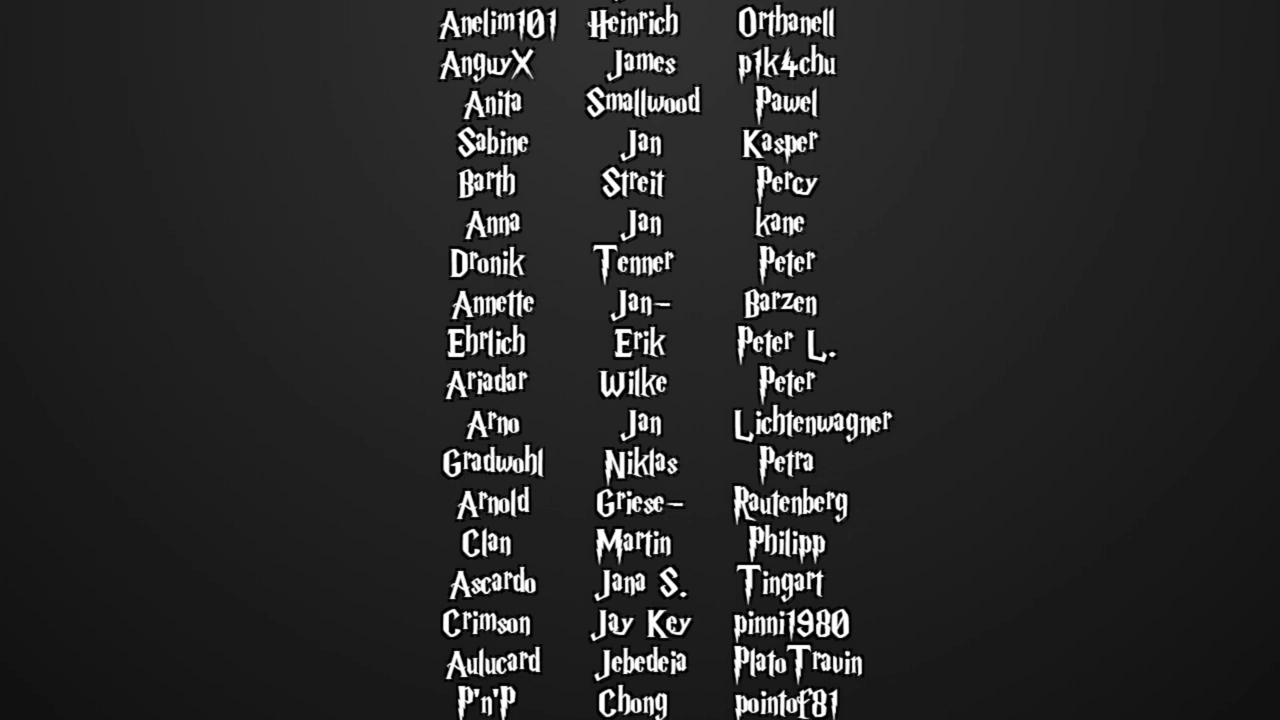 Anelim101 Heinrich Orthanell
AnguyX James p1k4chu
Anita Smallwood Pawel
Sabine Jan Kasper
Barth Streit Percy
Anna Jan kane
Dronik Tenner Peter
Annette Jan- Barzen
Ehrlich Erik Peter L.
Ariadar Wilke Peter
Arno Jan Lichtenwagner
Gradwohl Niklas Petra
Arnold Griese- Rautenberg
Clan Martin Philipp
Ascardo Jana S. Tingart
Crimson Jay Key pinni1980
Aulucard Jebedeia PlatoTravin
P'n'P Chong pointof81